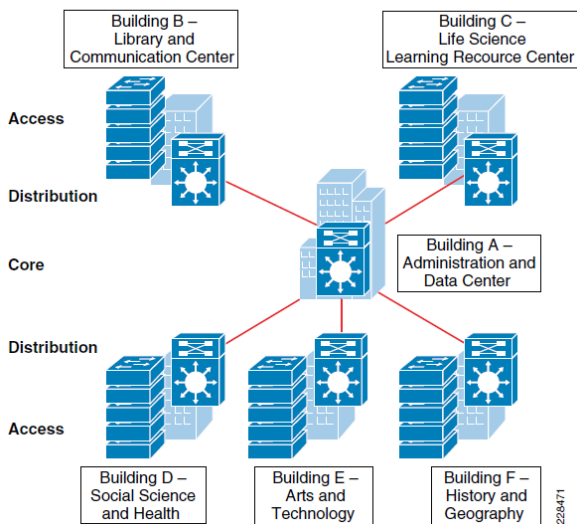 Building B –
Library and
Communication Center
Building C –
Life Science
Learning Recource Center
Access
Distribution
Core
Building A –
Administration and
Data Center
Distribution
Access
Building D –
Social Science
and Health
Building E –
Arts and
Technology
Building F –
History and
Geography
228471